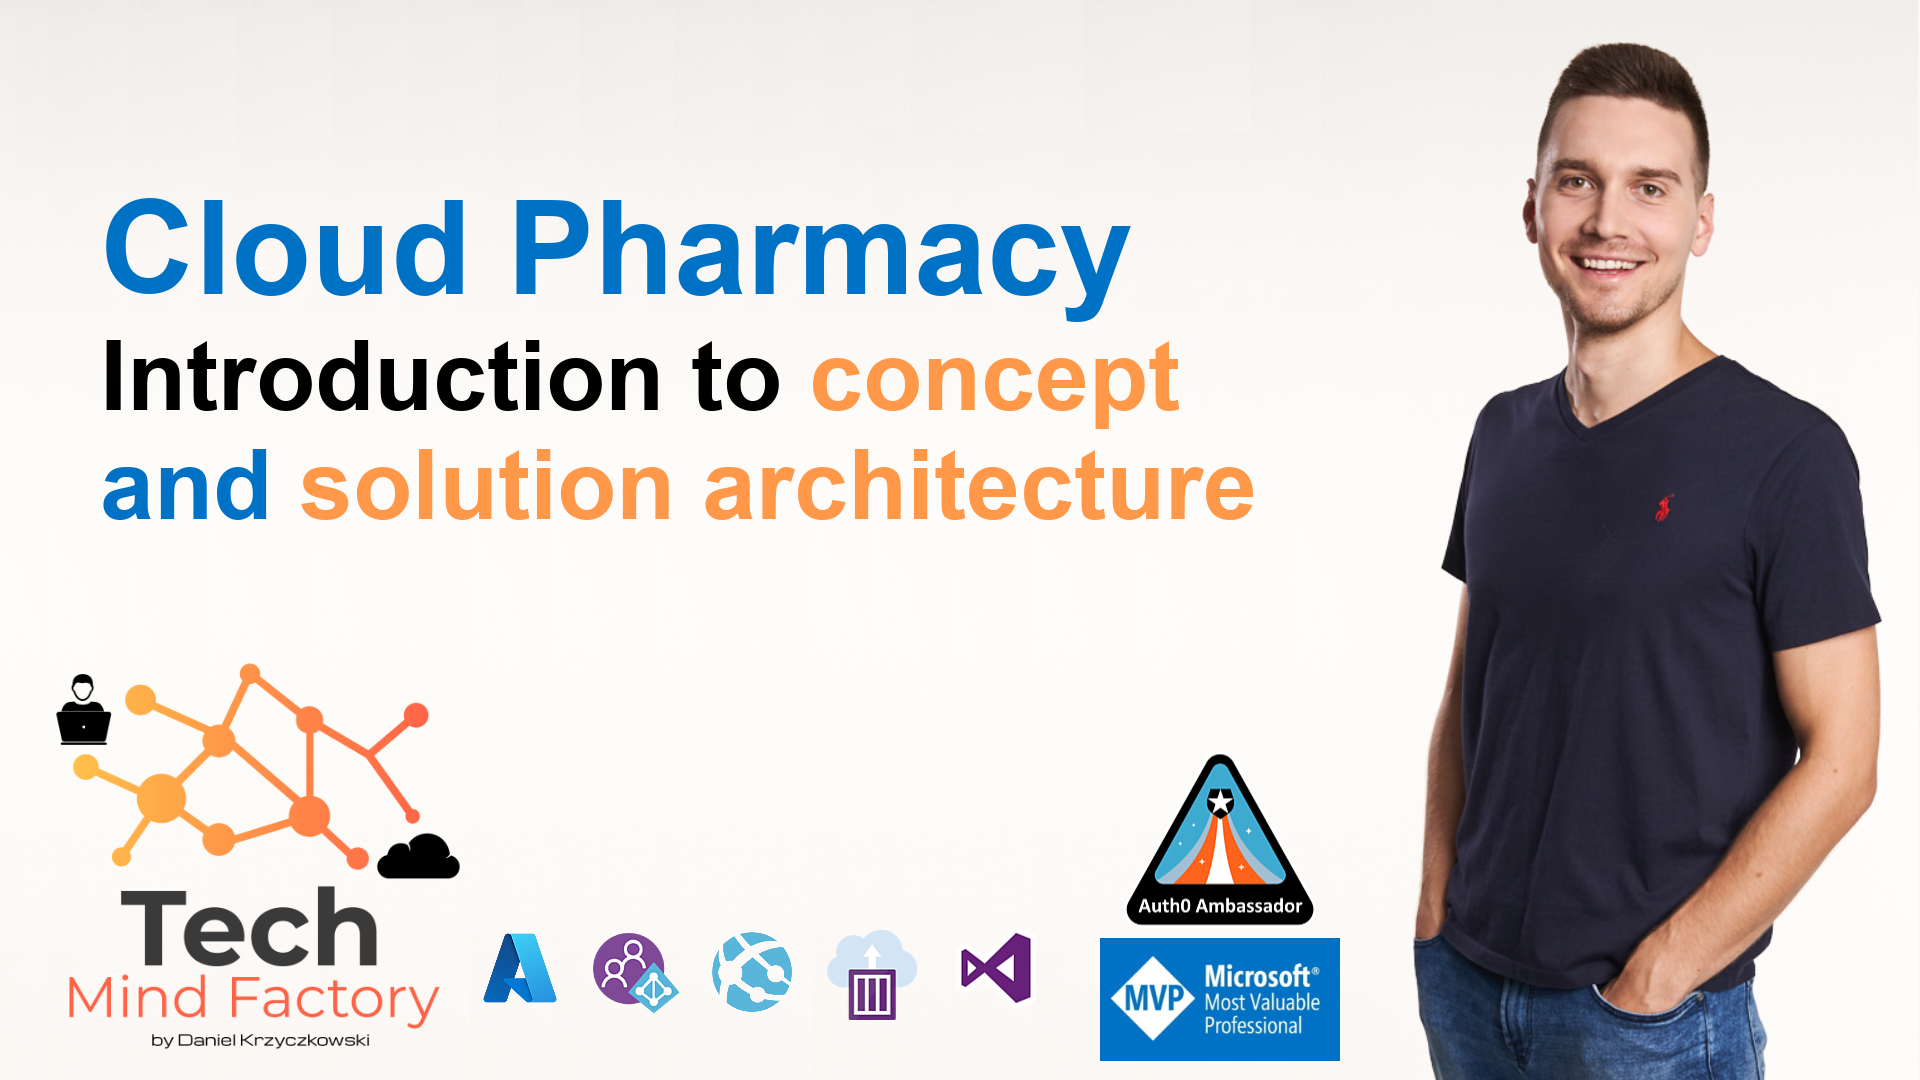 Cloud Pharmacy
Introduction to concept
and solution architecture
Tech
Mind Factory
by Daniel Krzyczkowski
Auth0 Ambassador
MVP
Microsoft®
Most Valuable
Professional